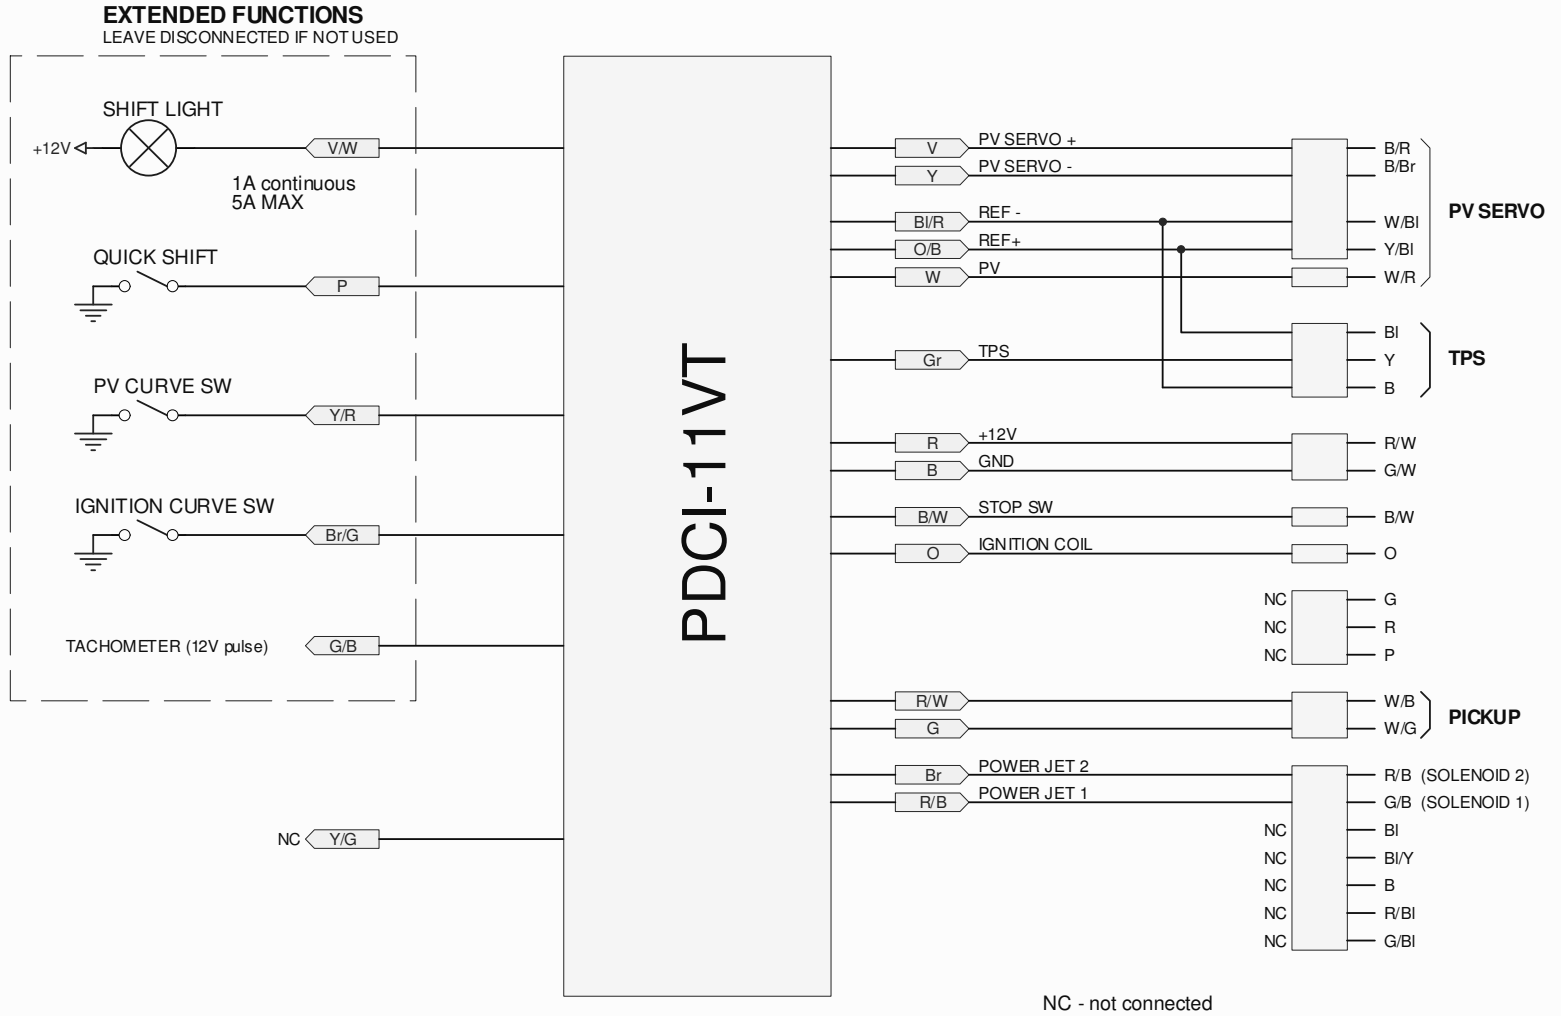 EXTENDED FUNCTIONS
LEAVE DISCONNECTED IF NOT USED
SHIFT LIGHT
+12V
V/W
1A continuous
5A MAX
QUICK SHIFT
P
PV CURVE SW
Y/R
IGNITION CURVE SW
Br/G
TACHOMETER (12V pulse)
G/B
NC
Y/G
PDCI-11VT
V PV SERVO + B/R
Y PV SERVO - B/Br
Bl/R REF - W/Bl
O/B REF+ Y/Bl
W PV W/R
PV SERVO
Bl
Gr TPS Y
B
TPS
R +12V R/W
B GND G/W
B/W STOP SW B/W
O IGNITION COIL O
NC G
NC R
NC P
R/W W/B
G W/G
PICKUP
Br POWER JET 2 R/B (SOLENOID 2)
R/B POWER JET 1 G/B (SOLENOID 1)
NC Bl
NC Bl/Y
NC B
NC R/Bl
NC G/Bl
NC - not connected